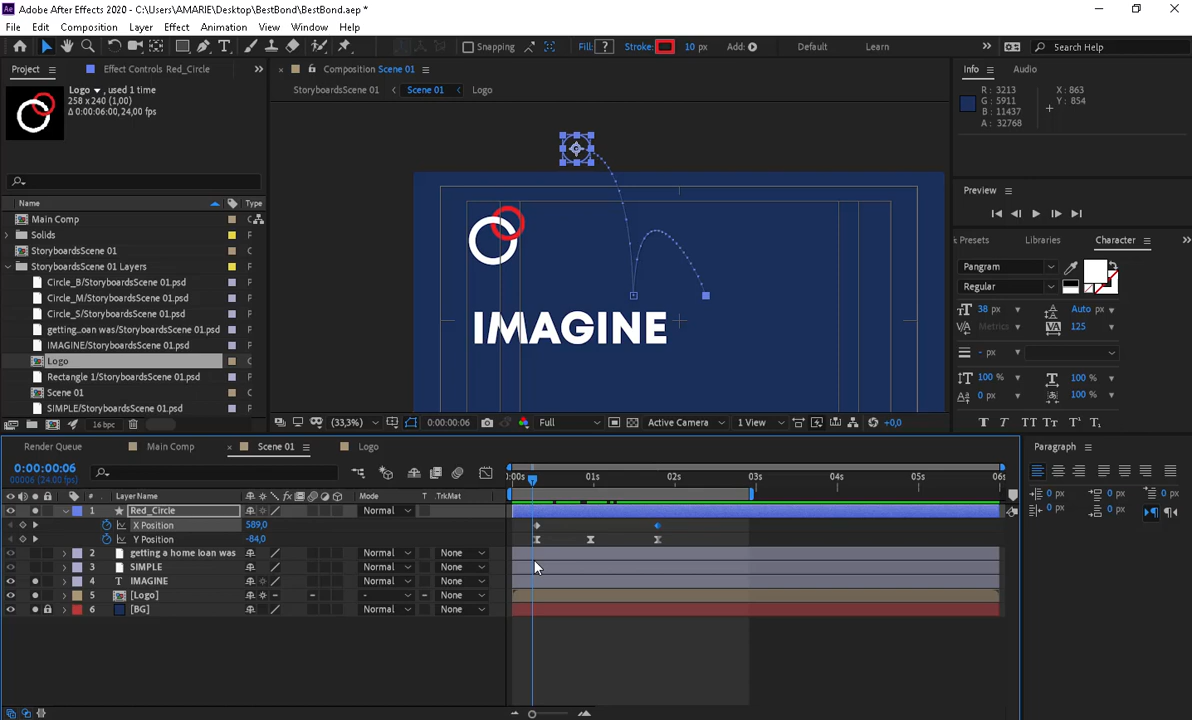 Adobe After Effects 2020 - C:\Users\AMARIE\Desktop\BestBond\BestBond.aep *
File Edit Composition Layer Effect Animation View Window Help
Snapping Fill: ? Stroke: 10 px Add: Default Learn Search Help
Project Effect Controls Red_Circle
Logo , used 1 time
258 x 240 (1,00)
Δ 0:00:06:00, 24,00 fps
Name Type
Main Comp
Solids
StoryboardsScene 01
StoryboardsScene 01 Layers
Circle_B/StoryboardsScene 01.psd
Circle_M/StoryboardsScene 01.psd
Circle_S/StoryboardsScene 01.psd
getting...oan was/StoryboardsScene 01.psd
IMAGINE/StoryboardsScene 01.psd
Logo
Rectangle 1/StoryboardsScene 01.psd
Scene 01
SIMPLE/StoryboardsScene 01.psd
16 bpc
Composition Scene 01
StoryboardsScene 01 Scene 01 Logo
IMAGINE
(33,3%) 0:00:00:06 Full Active Camera 1 View +0,0
Info Audio
R : 3213
G : 5911
B : 11437
A : 32768
X : 863
Y : 854
Preview
Presets Libraries Character
Pangram
Regular
38 px Auto
Metrics 125
- px
100 % 100 %
0 px 100 %
T T TT Tr T¹ T₁
Paragraph
0 px 0 px 0 px
0 px 0 px
Render Queue Main Comp Scene 01 Logo
0:00:00:06
00006 (24.00 fps)
:00s 01s 02s 03s 04s 05s 06s
# Layer Name Mode T .TrkMat
1 Red_Circle Normal
X Position 589,0
Y Position -84,0
2 getting a home loan was Normal None
3 SIMPLE Normal None
4 IMAGINE Normal None
5 [Logo] - None
6 [BG] Normal None